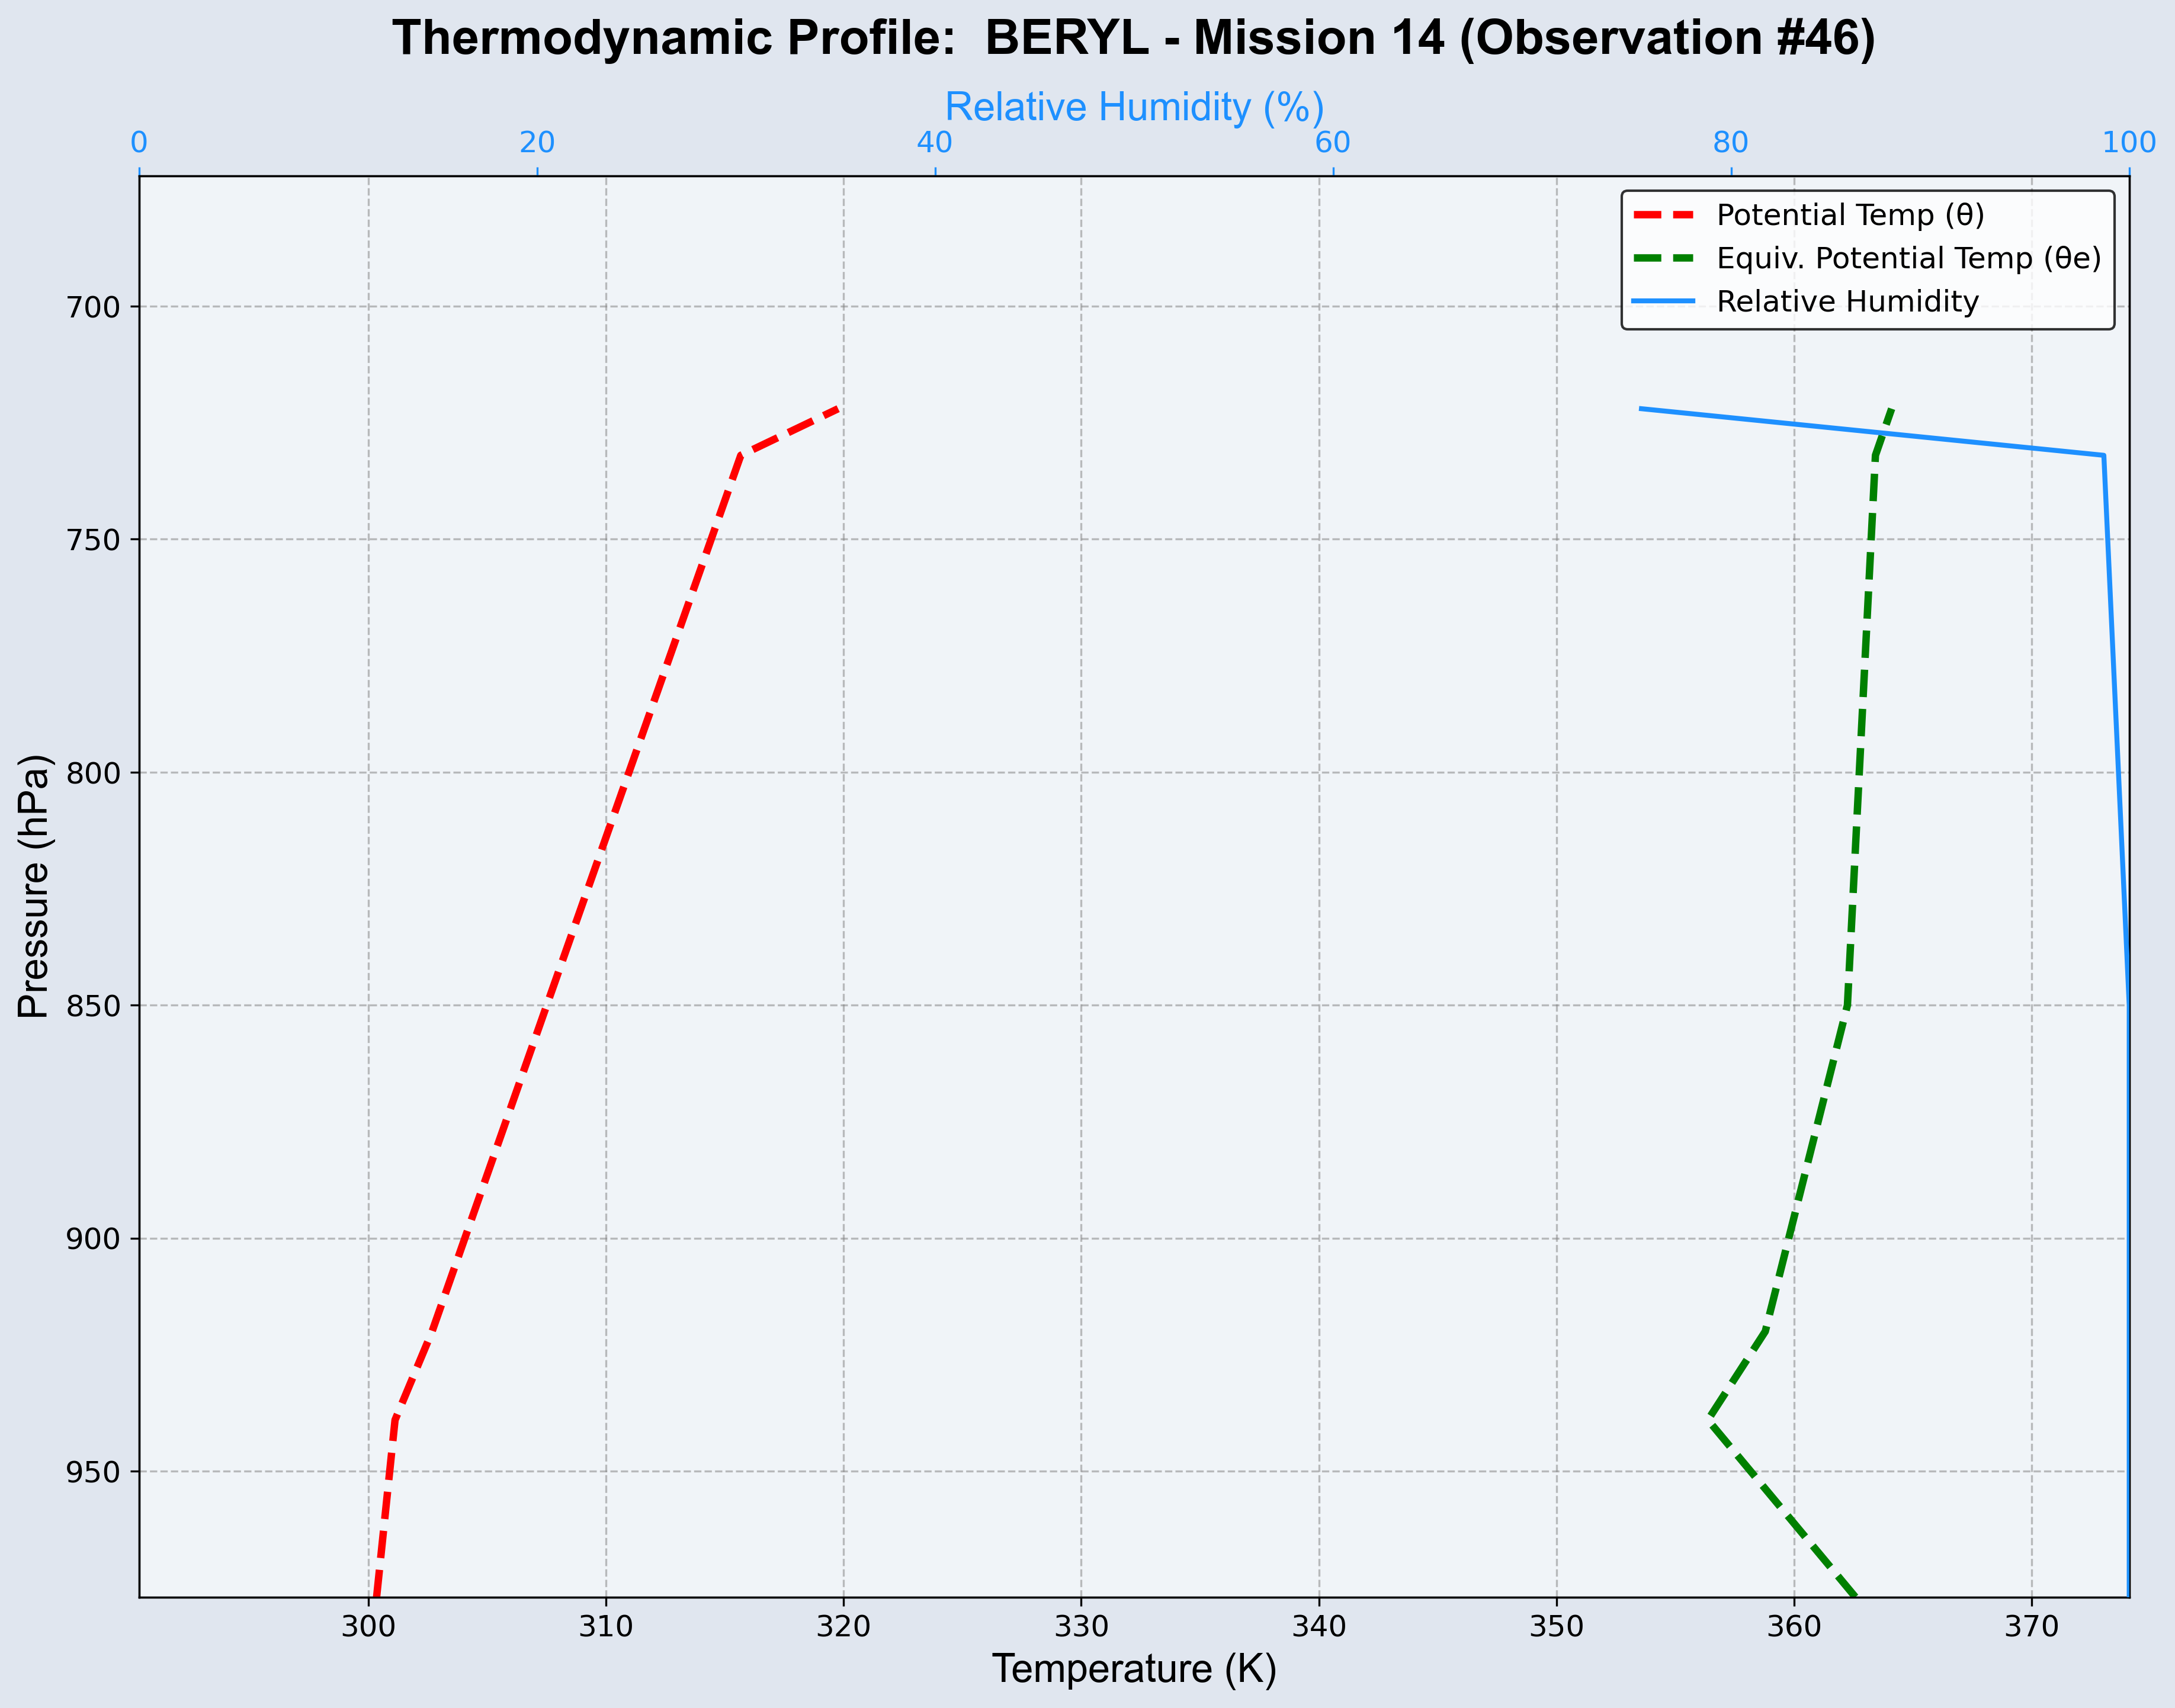 Thermodynamic Profile:  BERYL - Mission 14 (Observation #46)
Relative Humidity (%)
0 20 40 60 80 100
Potential Temp (θ)
Equiv. Potential Temp (θe)
Relative Humidity
700
750
800
850
900
950
Pressure (hPa)
300 310 320 330 340 350 360 370
Temperature (K)